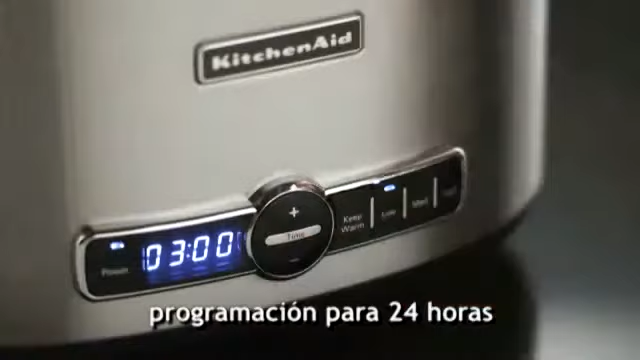 KitchenAid
Power
03:00
+
Time
-
Keep
Warm
Low
Med
programación para 24 horas